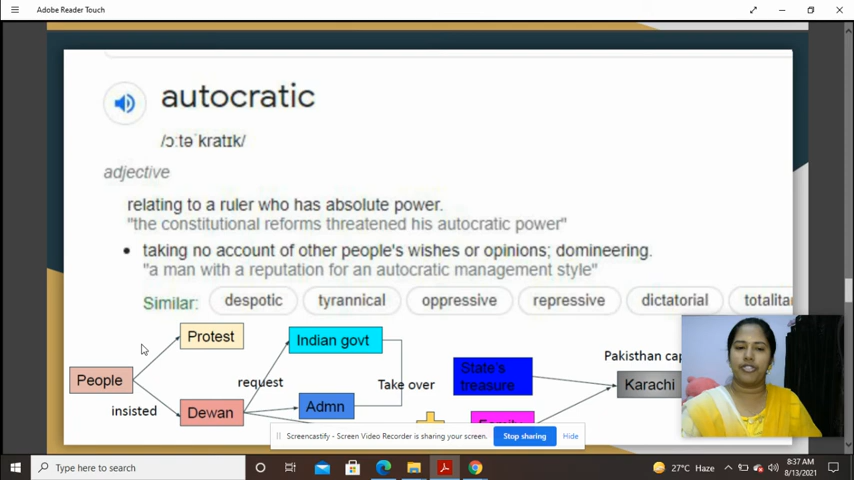 Adobe Reader Touch
autocratic
/ɔːtəˈkratɪk/
adjective
relating to a ruler who has absolute power.
"the constitutional reforms threatened his autocratic power"
• taking no account of other people's wishes or opinions; domineering.
"a man with a reputation for an autocratic management style"
Similar: despotic tyrannical oppressive repressive dictatorial totalita
Protest
Indian govt
People
request
Take over
State's
treasure
Pakisthan cap
Karachi
insisted
Dewan
Admn
Family
Screencastify - Screen Video Recorder is sharing your screen. Stop sharing Hide
Type here to search
27°C Haze
8:37 AM
8/13/2021